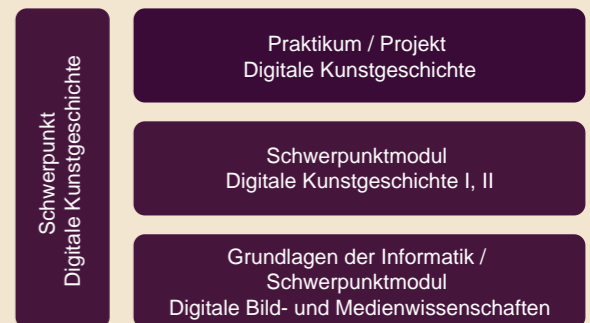 Schwerpunkt
Digitale Kunstgeschichte
Praktikum / Projekt
Digitale Kunstgeschichte
Schwerpunktmodul
Digitale Kunstgeschichte I, II
Grundlagen der Informatik /
Schwerpunktmodul
Digitale Bild- und Medienwissenschaften